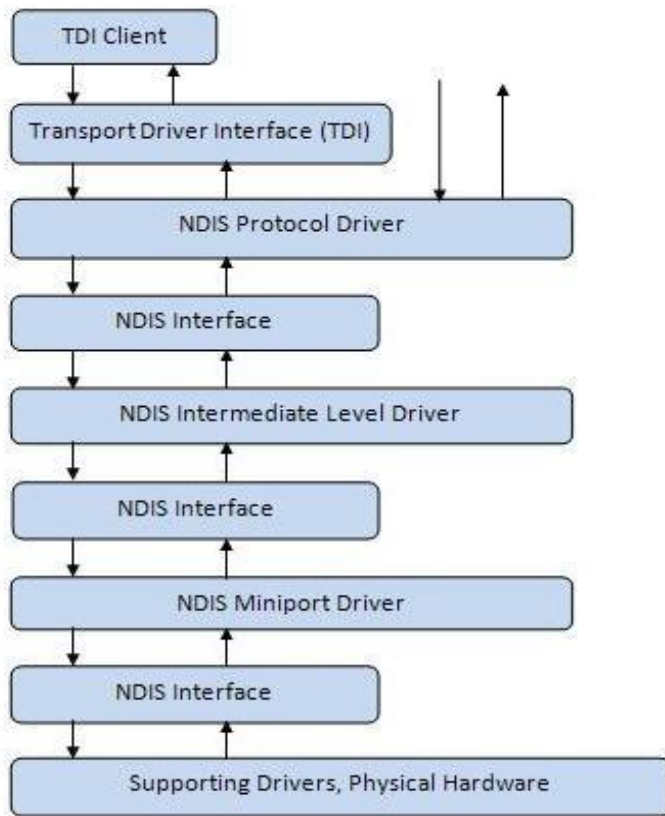 TDI Client
Transport Driver Interface (TDI)
NDIS Protocol Driver
NDIS Interface
NDIS Intermediate Level Driver
NDIS Interface
NDIS Miniport Driver
NDIS Interface
Supporting Drivers, Physical Hardware